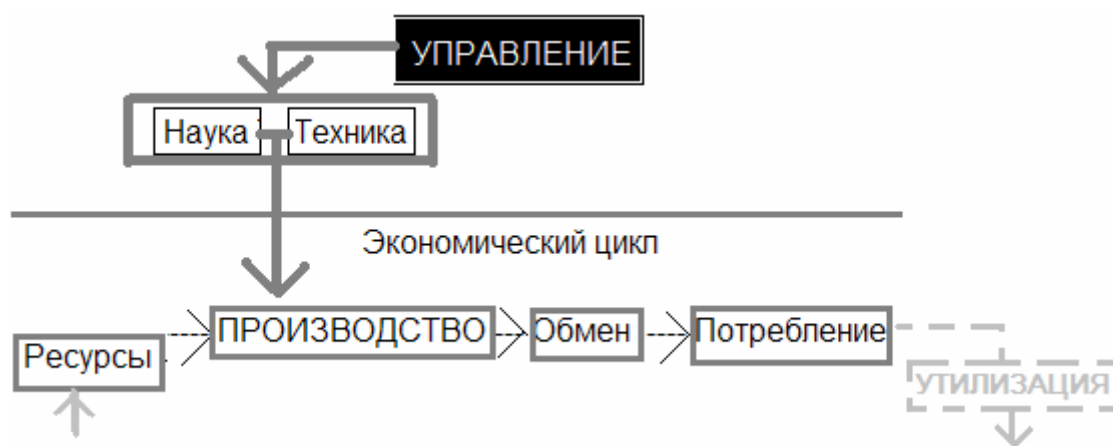 УПРАВЛЕНИЕ
Наука Техника
Экономический цикл
Ресурсы ПРОИЗВОДСТВО Обмен Потребление
УТИЛИЗАЦИЯ